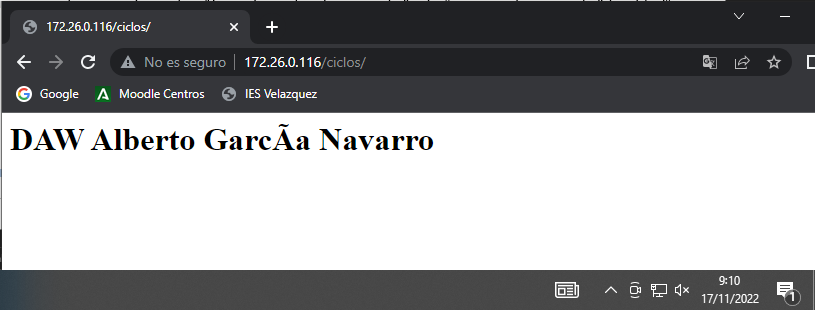 172.26.0.116/ciclos/
No es seguro 172.26.0.116/ciclos/
Google Moodle Centros IES Velazquez
DAW Alberto GarcÃa Navarro
9:10
17/11/2022
1